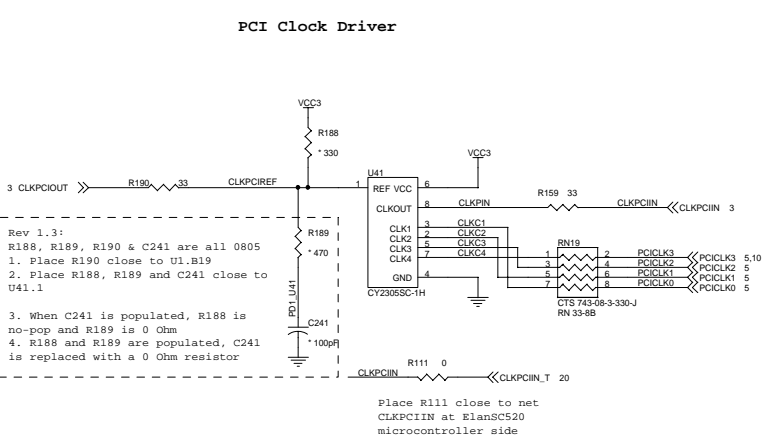 PCI Clock Driver
VCC3
R188
* 330
VCC3
3 CLKPCIOUT
R190
33
CLKPCIREF
U41
1
REF VCC
6
CLKOUT
8
CLKPIN
R159 33
CLKPCIIN
CLKPCIIN 3
CLK1
3
CLKC1
CLK2
2
CLKC2
CLK3
5
CLKC3
CLK4
7
CLKC4
GND
4
CY2305SC-1H
RN19
1
2
PCICLK3
PCICLK3 5,10
3
4
PCICLK2
PCICLK2 5
5
6
PCICLK1
PCICLK1 5
7
8
PCICLK0
PCICLK0 5
CTS 743-08-3-330-J
RN 33-8B
R189
* 470
PD1_U41
C241
* 100pF
Rev 1.3:
R188, R189, R190 & C241 are all 0805
1. Place R190 close to U1.B19
2. Place R188, R189 and C241 close to
U41.1
3. When C241 is populated, R188 is
no-pop and R189 is 0 Ohm
4. R188 and R189 are populated, C241
is replaced with a 0 Ohm resistor
CLKPCIIN
R111 0
CLKPCIIN_T 20
Place R111 close to net
CLKPCIIN at ElanSC520
microcontroller side